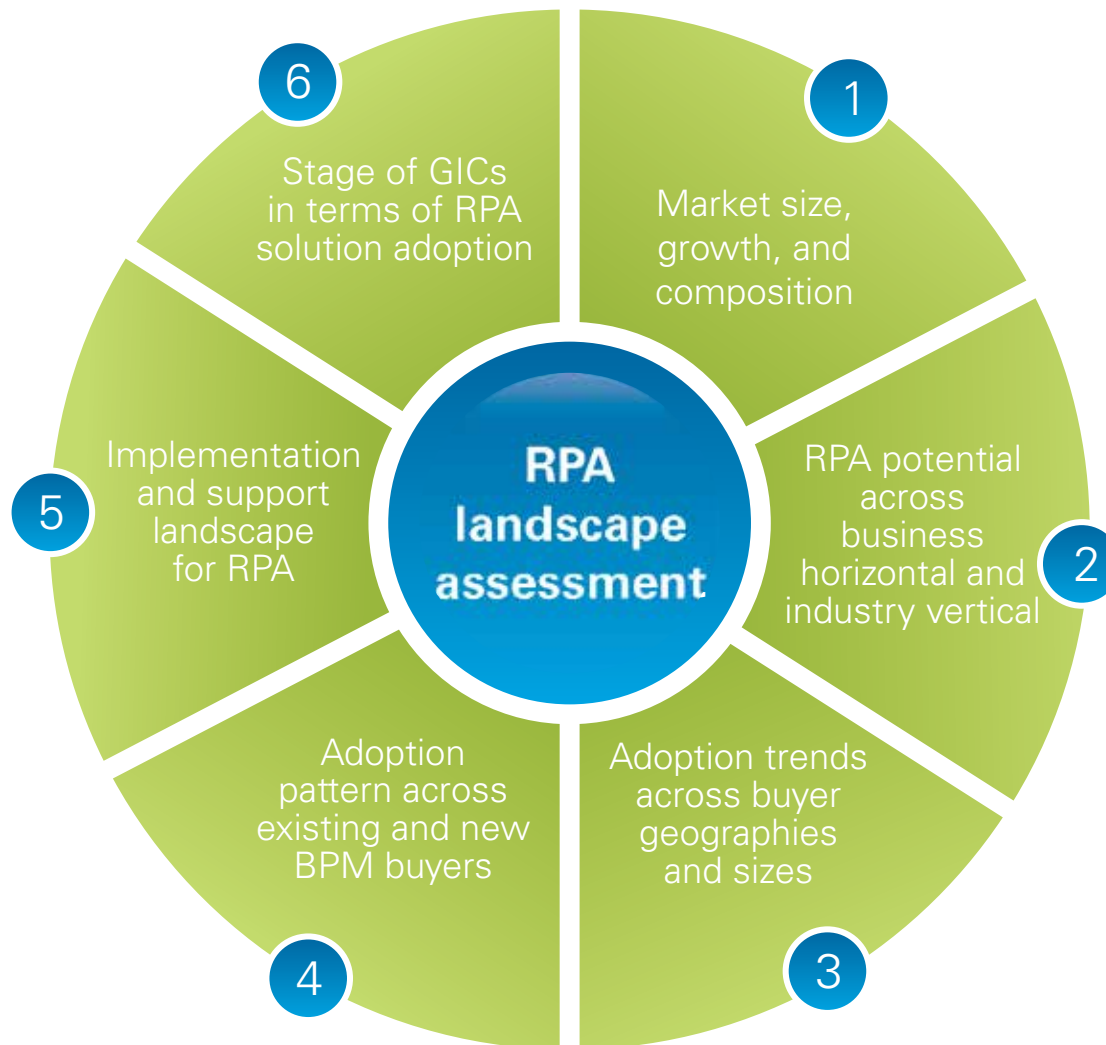 RPA
landscape
assessment
1
Market size,
growth, and
composition
2
RPA potential
across
business
horizontal and
industry vertical
3
Adoption trends
across buyer
geographies
and sizes
4
Adoption
pattern across
existing and new
BPM buyers
5
Implementation
and support
landscape
for RPA
6
Stage of GICs
in terms of RPA
solution adoption